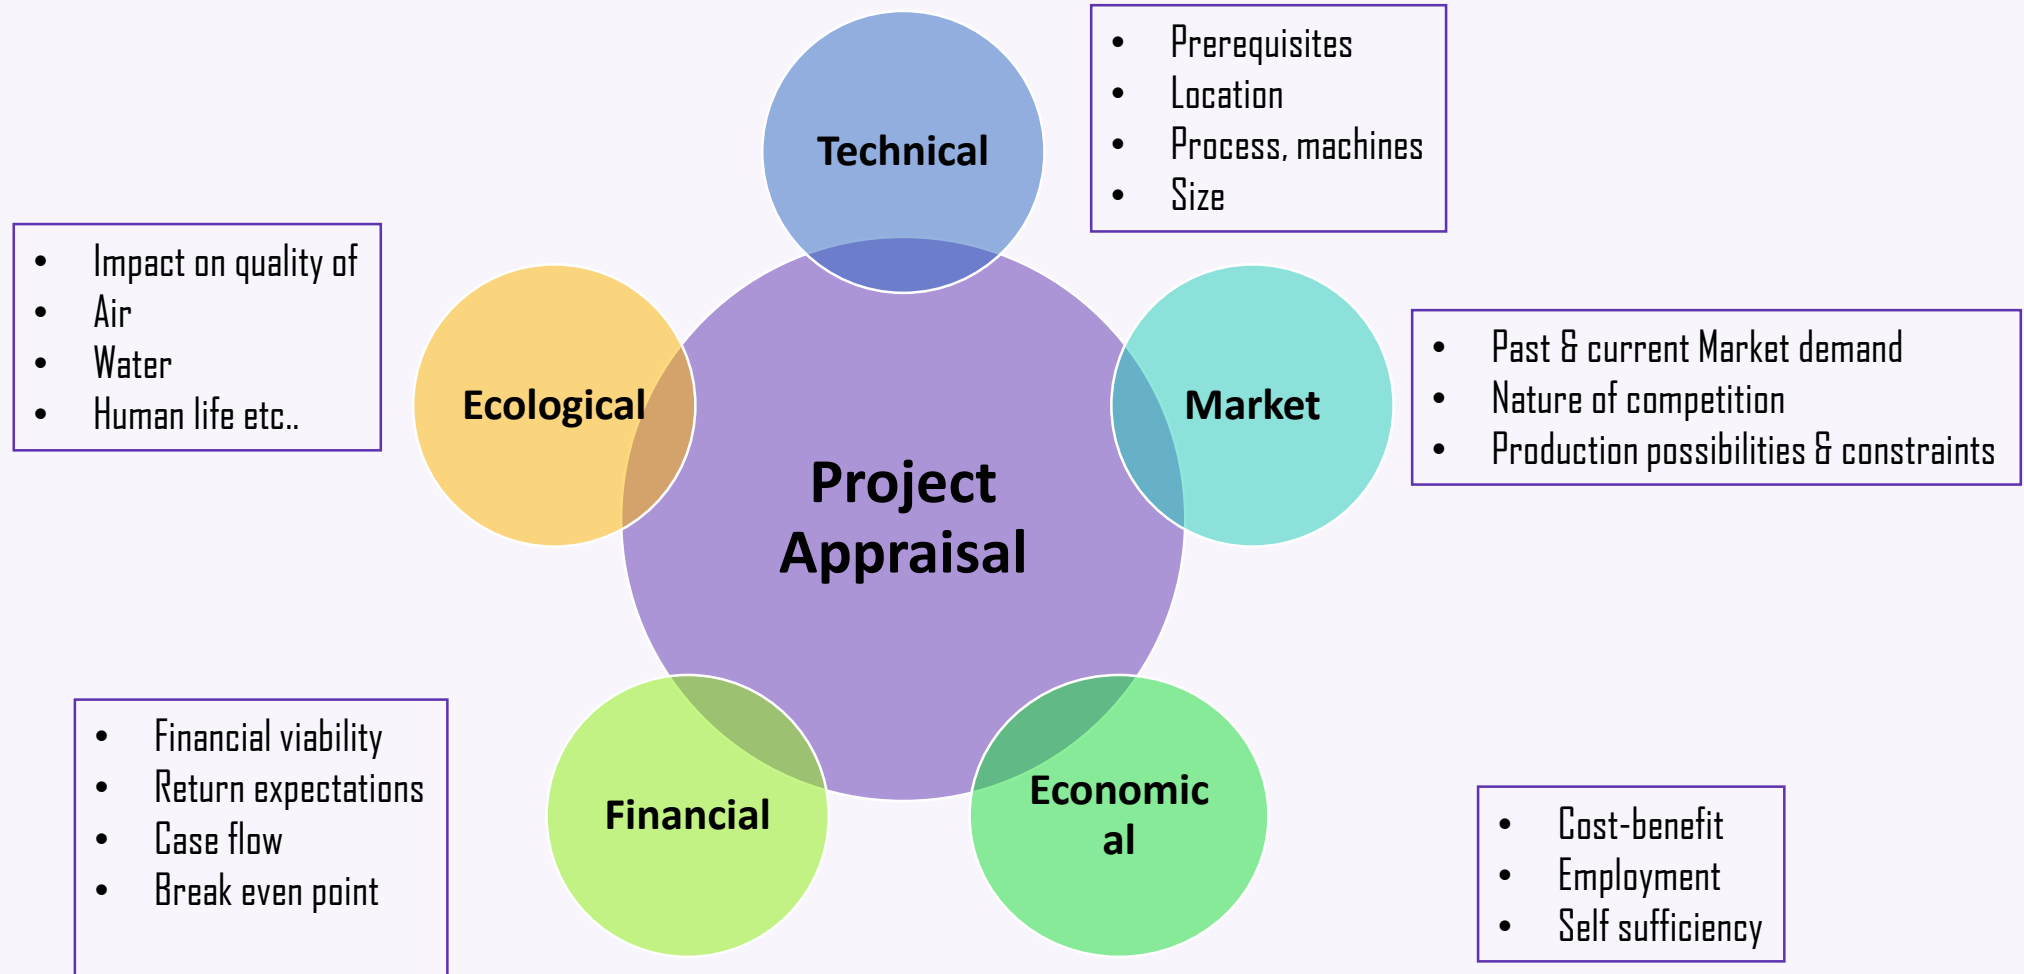 Technical
• Prerequisites
• Location
• Process, machines
• Size
• Impact on quality of
• Air
• Water
• Human life etc..
Ecological
Market
• Past & current Market demand
• Nature of competition
• Production possibilities & constraints
Project
Appraisal
• Financial viability
• Return expectations
• Case flow
• Break even point
Financial
Economic
al
• Cost-benefit
• Employment
• Self sufficiency